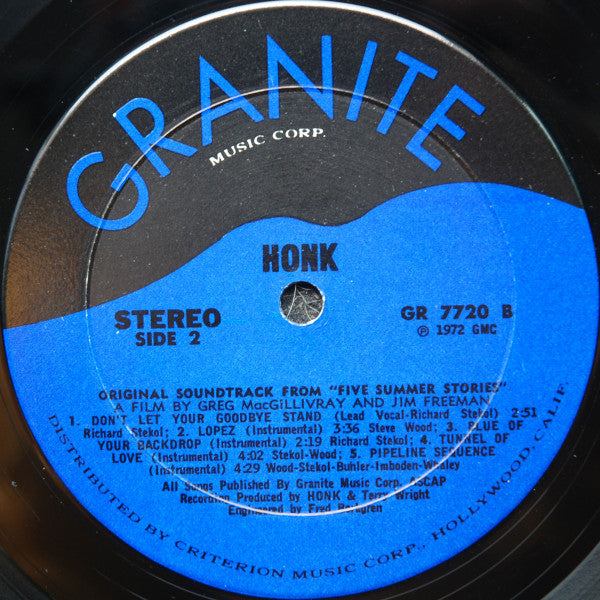 GRANITE
MUSIC CORP.
HONK
STEREO
SIDE 2
GR 7720 B
℗ 1972 GMC
ORIGINAL SOUNDTRACK FROM "FIVE SUMMER STORIES"
A FILM BY GREG MacGILLIVRAY AND JIM FREEMAN
1. DON'T LET YOUR GOODBYE STAND (Lead Vocal-Richard Stekol) 2:51
Richard Stekol; 2. LOPEZ (Instrumental) 3:36 Steve Wood; 3. BLUE OF
YOUR BACKDROP (Instrumental) 2:19 Richard Stekol; 4. TUNNEL OF
LOVE (Instrumental) 4:02 Stekol-Wood; 5. PIPELINE SEQUENCE
(Instrumental) 4:29 Wood-Stekol-Buhler-Imboden-Whaley
All Songs Published By Granite Music Corp. ASCAP
Recording Produced by HONK & Terry Wright
Engineered by Fred Borkgren
DISTRIBUTED BY CRITERION MUSIC CORP., HOLLYWOOD, CALIF.